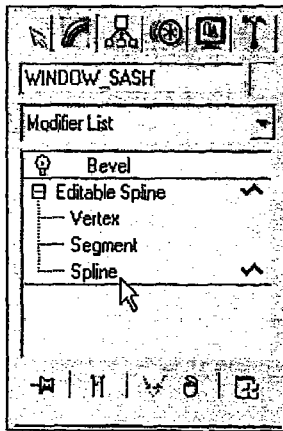 WINDOW_SASH
Modifier List
Bevel
Editable Spline
Vertex
Segment
Spline